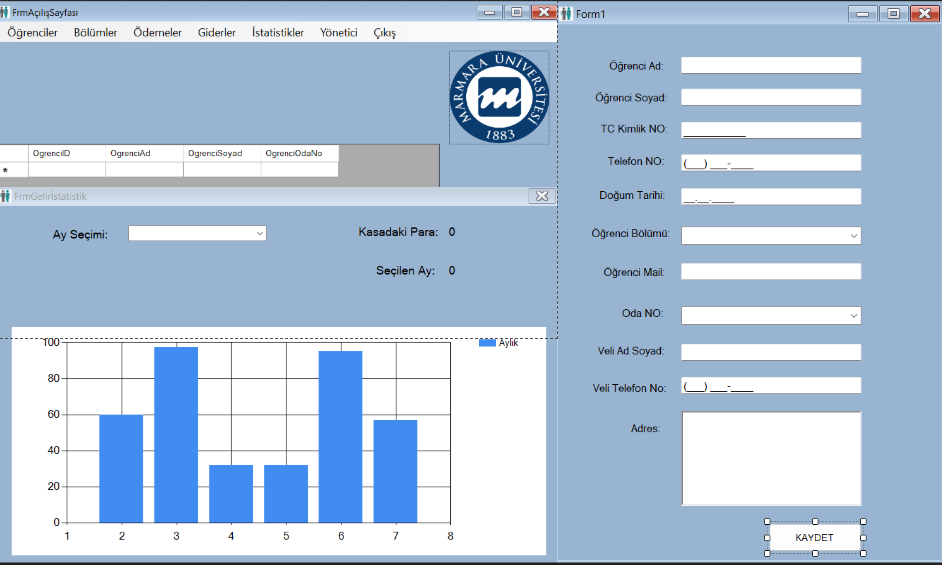 FrmAçılışSayfası
Öğrenciler Bölümler Ödemeler Giderler İstatistikler Yönetici Çıkış
MARMARA ÜNİVERSİTESİ
1883
OgrenciID OgrenciAd OgrenciSoyad OgrenciOdaNo
*
FrmGelirIstatistik
Ay Seçimi:
Kasadaki Para: 0
Seçilen Ay: 0
Aylık
100
80
60
40
20
0
1 2 3 4 5 6 7 8
Form1
Öğrenci Ad:
Öğrenci Soyad:
TC Kimlik NO: ___________
Telefon NO: (___) ___-____
Doğum Tarihi: __.__.____
Öğrenci Bölümü:
Öğrenci Mail:
Oda NO:
Veli Ad Soyad:
Veli Telefon No: (___) ___-____
Adres:
KAYDET